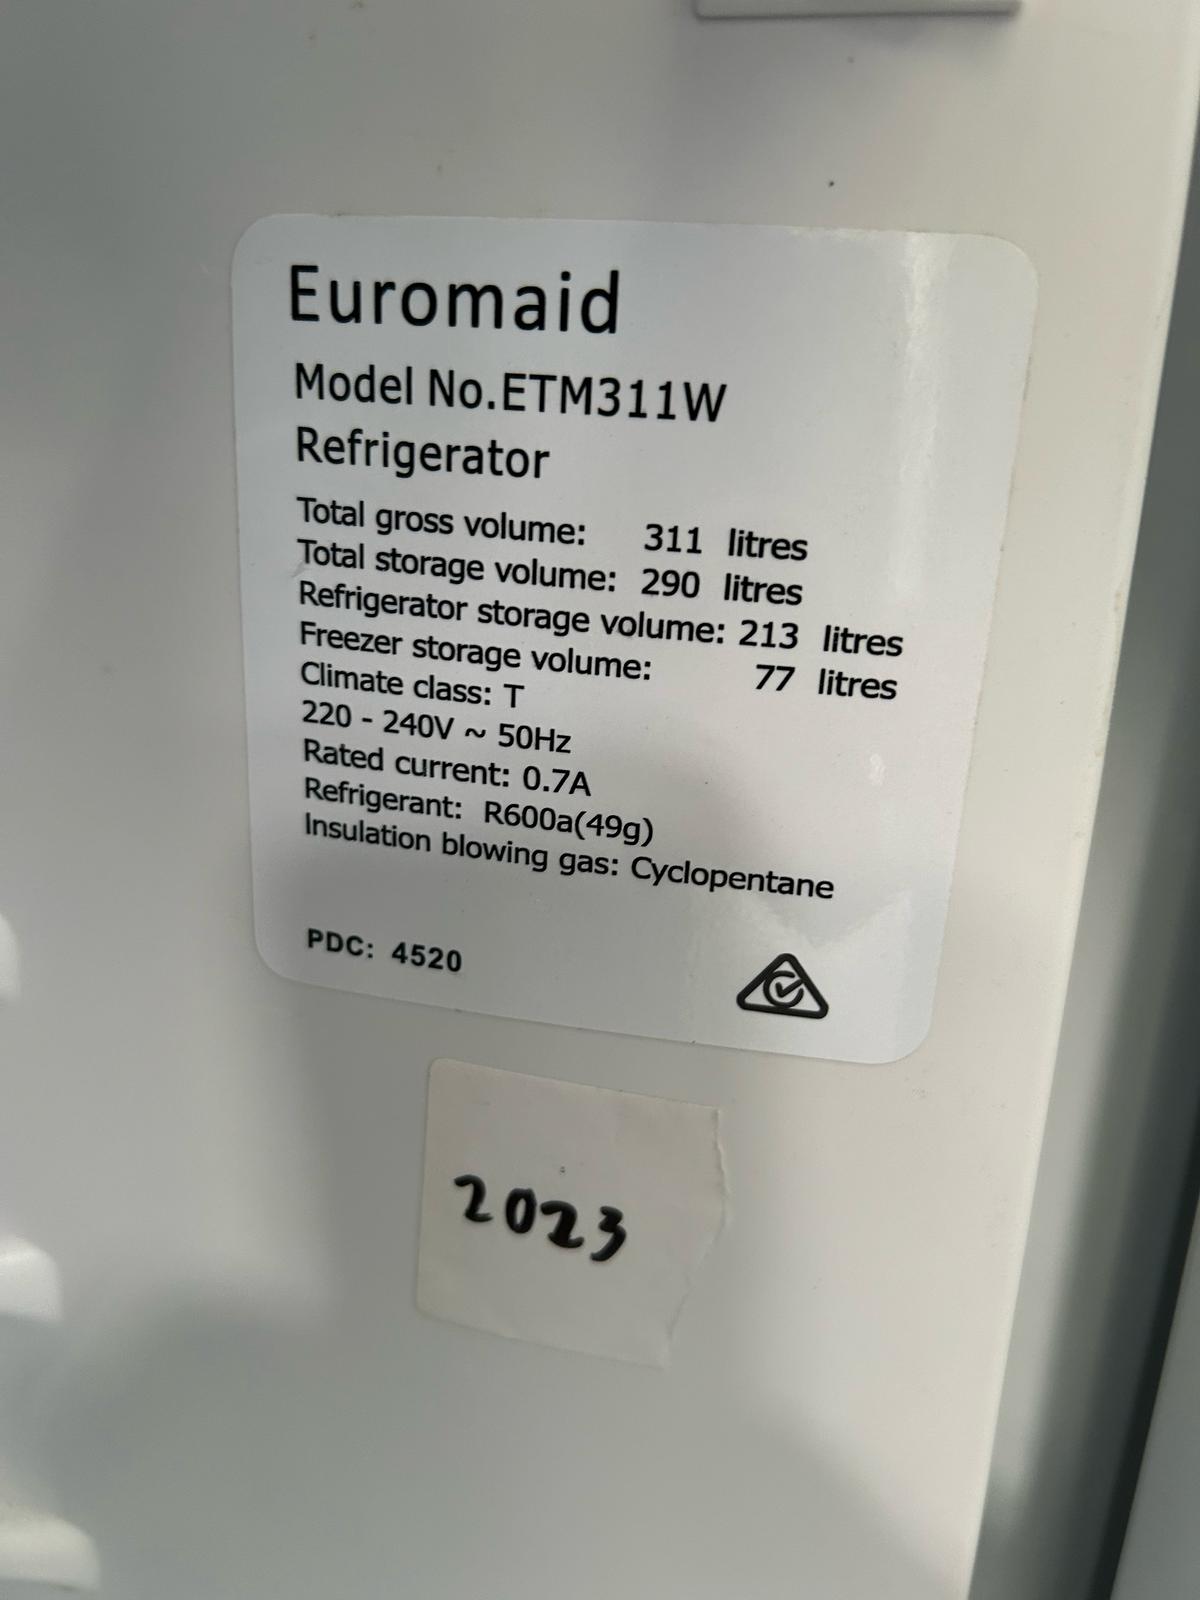 Euromaid
Model No.ETM311W
Refrigerator
Total gross volume: 311 litres
Total storage volume: 290 litres
Refrigerator storage volume: 213 litres
Freezer storage volume: 77 litres
Climate class: T
220 - 240V ~ 50Hz
Rated current: 0.7A
Refrigerant: R600a(49g)
Insulation blowing gas: Cyclopentane
PDC: 4520
2023